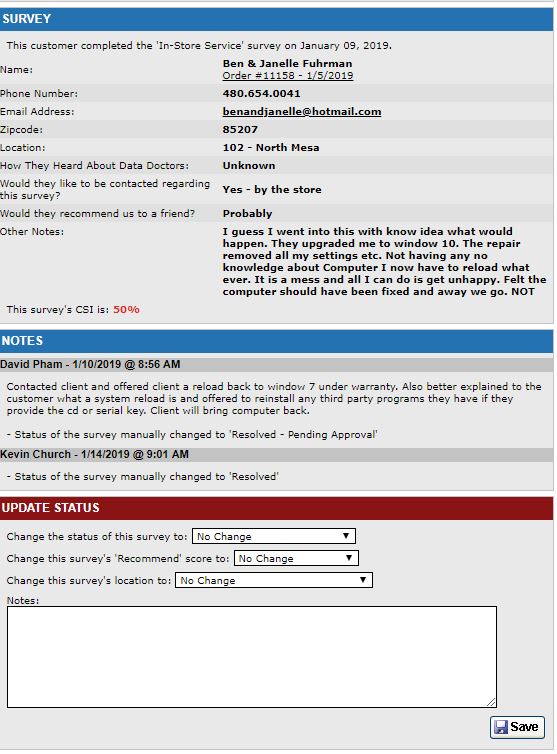 SURVEY
This customer completed the 'In-Store Service' survey on January 09, 2019.
Name:
Ben & Janelle Fuhrman
Order #11158 - 1/5/2019
Phone Number:
480.654.0041
Email Address:
benandjanelle@hotmail.com
Zipcode:
85207
Location:
102 - North Mesa
How They Heard About Data Doctors:
Unknown
Would they like to be contacted regarding
this survey?
Yes - by the store
Would they recommend us to a friend?
Probably
Other Notes:
I guess I went into this with know idea what would
happen. They upgraded me to window 10. The repair
removed all my settings etc. Not having any no
knowledge about Computer I now have to reload what
ever. It is a mess and all I can do is get unhappy. Felt the
computer should have been fixed and away we go. NOT
This survey's CSI is: 50%
NOTES
David Pham - 1/10/2019 @ 8:56 AM
Contacted client and offered client a reload back to window 7 under warranty. Also better explained to the
customer what a system reload is and offered to reinstall any third party programs they have if they
provide the cd or serial key. Client will bring computer back.
- Status of the survey manually changed to 'Resolved - Pending Approval'
Kevin Church - 1/14/2019 @ 9:01 AM
- Status of the survey manually changed to 'Resolved'
UPDATE STATUS
Change the status of this survey to: No Change
Change this survey's 'Recommend' score to: No Change
Change this survey's location to: No Change
Notes:
Save